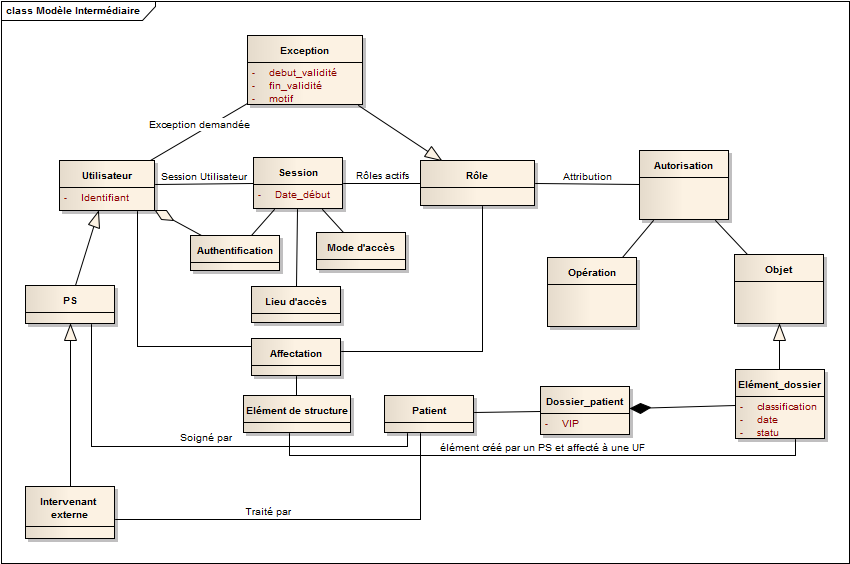 class Modèle Intermédiaire
Exception
- debut_validité
- fin_validité
- motif
Exception demandée
Utilisateur
- Identifiant
Session Utilisateur
Session
- Date_début
Rôles actifs
Rôle
Attribution
Autorisation
Authentification
Mode d'accès
Lieu d'accès
Opération
Objet
PS
Affectation
Elément de structure
Patient
Dossier_patient
- VIP
Elément_dossier
- classification
- date
- statu
Soigné par
élément créé par un PS et affecté à une UF
Intervenant
externe
Traité par